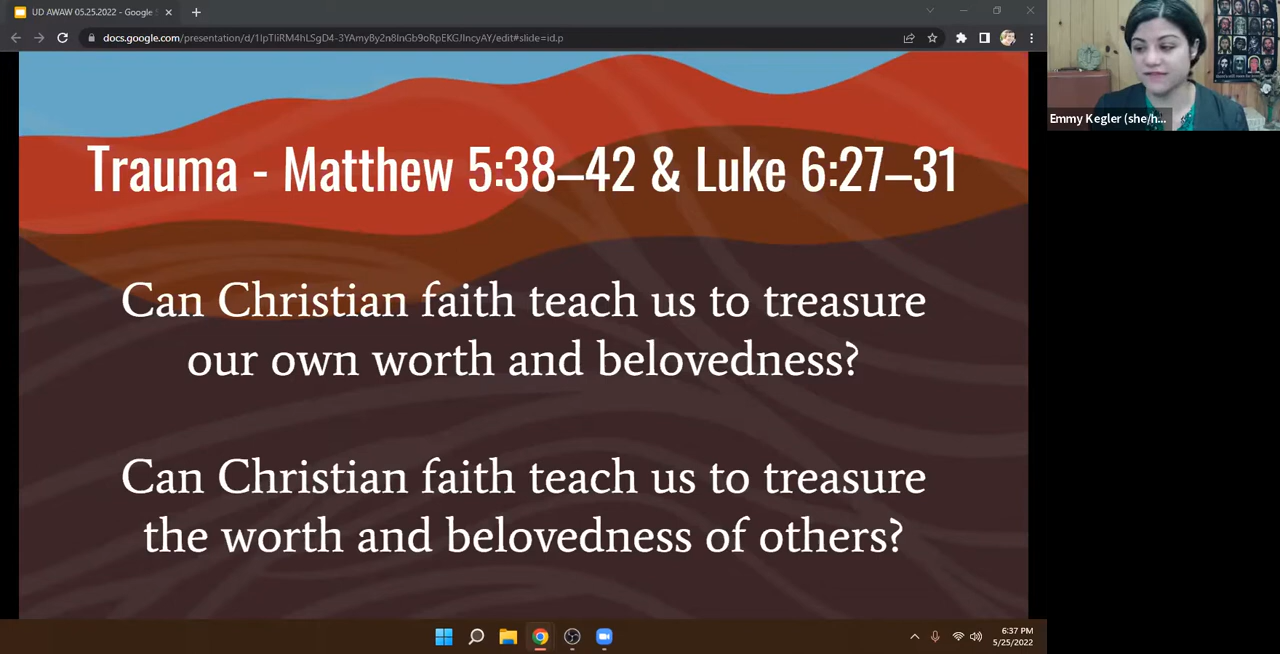 UD AWAW 05.25.2022 - Google S
docs.google.com/presentation/d/1IpTIiRM4hLSgD4-3YAmyBy2n8InGb9oRpEKGJIncyAY/edit#slide=id.p
Emmy Kegler (she/h...
Trauma - Matthew 5:38–42 & Luke 6:27–31
Can Christian faith teach us to treasure
our own worth and belovedness?
Can Christian faith teach us to treasure
the worth and belovedness of others?
6:37 PM
5/25/2022